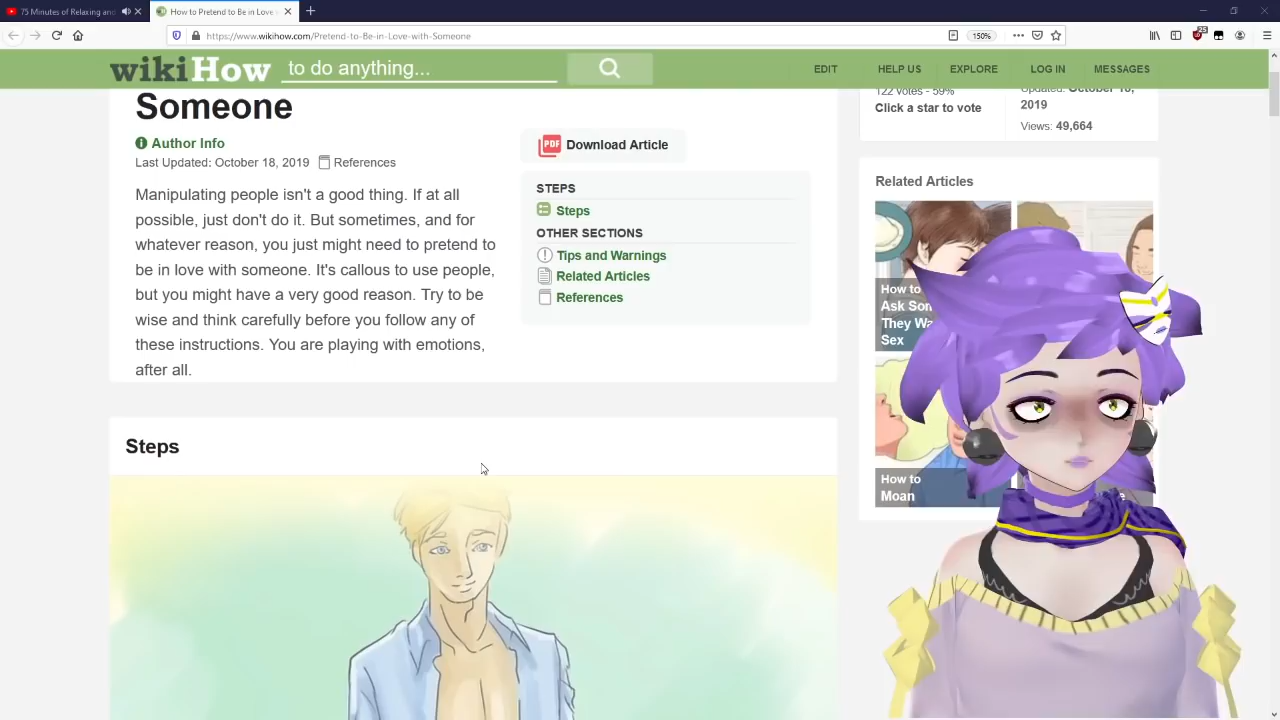 75 Minutes of Relaxing and
How to Pretend to Be in Love
https://www.wikihow.com/Pretend-to-Be-in-Love-with-Someone
150%
wikiHow to do anything...
EDIT
HELP US
EXPLORE
LOG IN
MESSAGES
Someone
Author Info
Last Updated: October 18, 2019
References
Manipulating people isn't a good thing. If at all
possible, just don't do it. But sometimes, and for
whatever reason, you just might need to pretend to
be in love with someone. It's callous to use people,
but you might have a very good reason. Try to be
wise and think carefully before you follow any of
these instructions. You are playing with emotions,
after all.
PDF Download Article
STEPS
Steps
OTHER SECTIONS
Tips and Warnings
Related Articles
References
122 votes - 59%
Click a star to vote
Updated: October 18,
2019
Views: 49,664
Related Articles
How to
Ask
They
Sex
How to
Moan
Steps